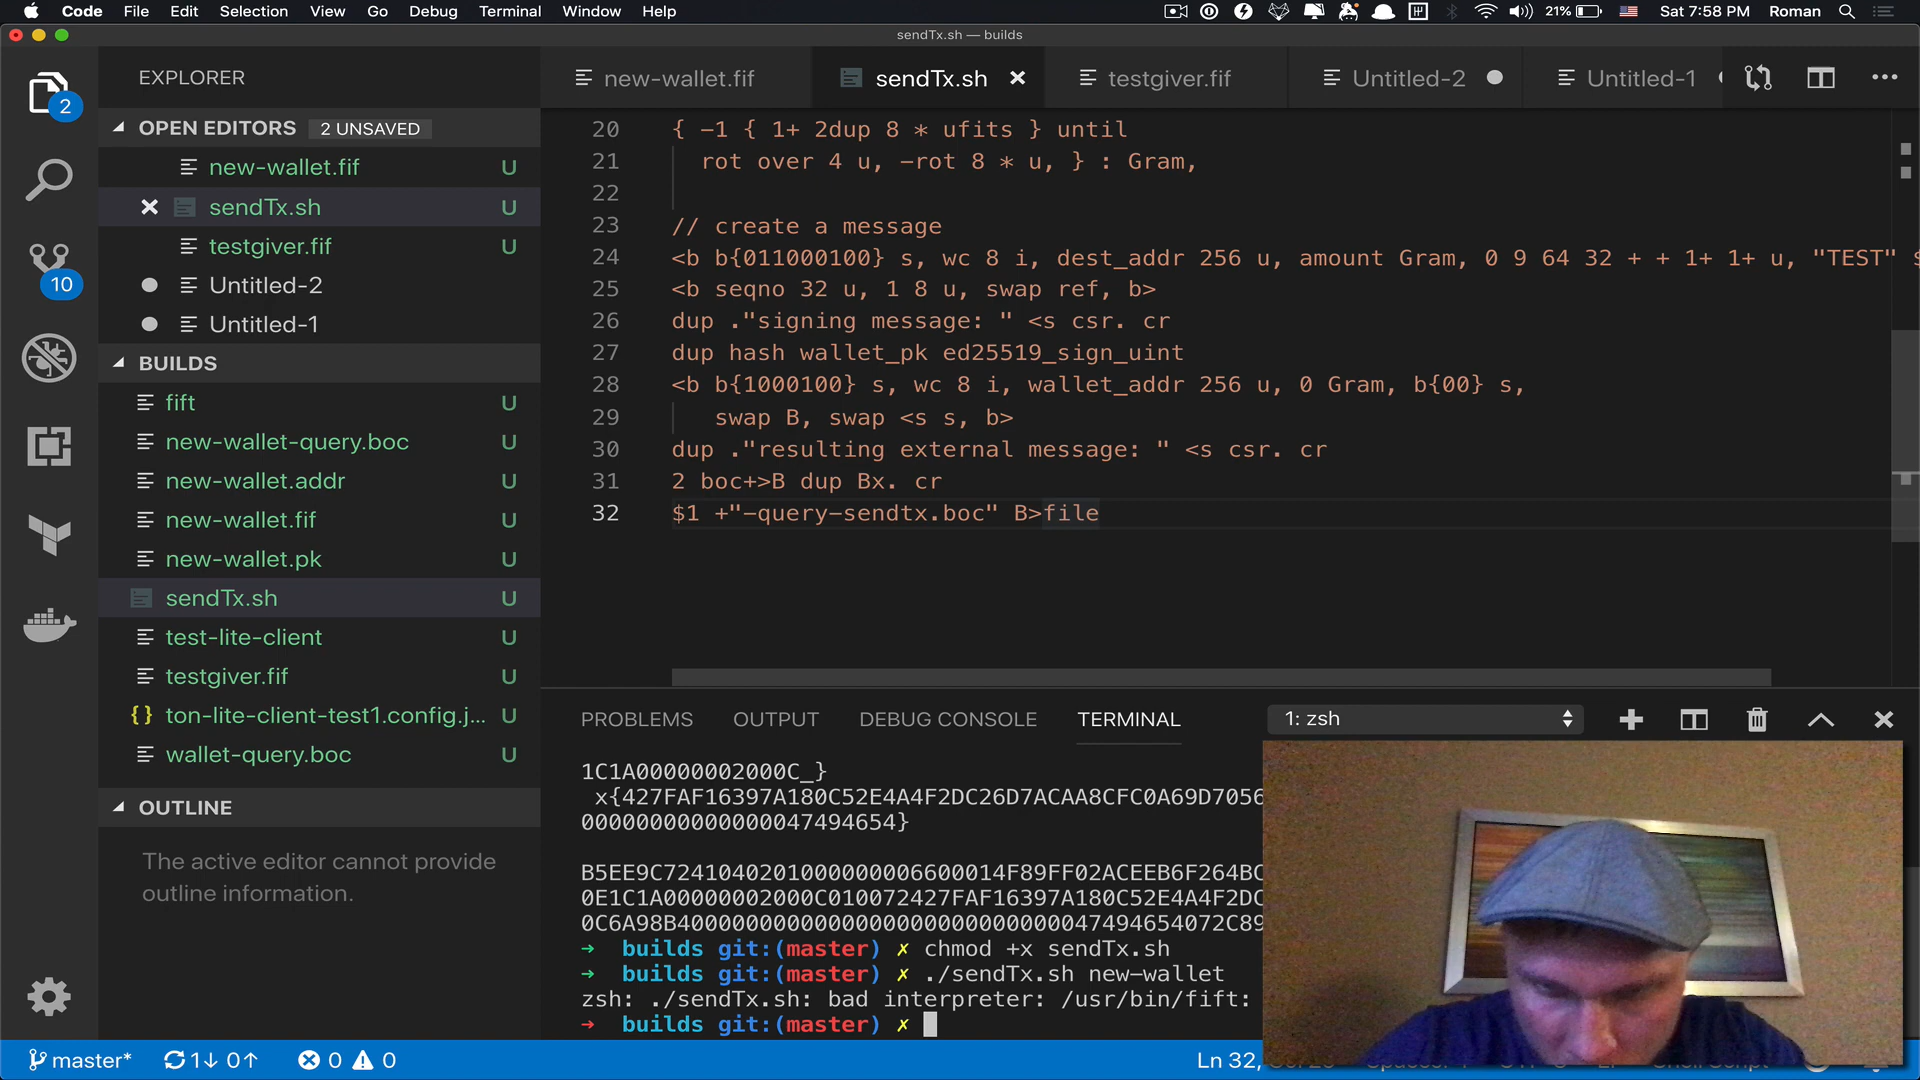 Code File Edit Selection View Go Debug Terminal Window Help 21% Sat 7:58 PM Roman
sendTx.sh — builds
EXPLORER
2
OPEN EDITORS 2 UNSAVED
new-wallet.fif U
sendTx.sh U
testgiver.fif U
Untitled-2
Untitled-1
10
BUILDS
fift U
new-wallet-query.boc U
new-wallet.addr U
new-wallet.fif U
new-wallet.pk U
sendTx.sh U
test-lite-client U
testgiver.fif U
{} ton-lite-client-test1.config.j... U
wallet-query.boc U
OUTLINE
The active editor cannot provide
outline information.
new-wallet.fif sendTx.sh testgiver.fif Untitled-2 Untitled-1
20 { -1 { 1+ 2dup 8 * ufits } until
21 rot over 4 u, -rot 8 * u, } : Gram,
22
23 // create a message
24 <b b{011000100} s, wc 8 i, dest_addr 256 u, amount Gram, 0 9 64 32 + + 1+ 1+ u, "TEST" $
25 <b seqno 32 u, 1 8 u, swap ref, b>
26 dup ."signing message: " <s csr. cr
27 dup hash wallet_pk ed25519_sign_uint
28 <b b{1000100} s, wc 8 i, wallet_addr 256 u, 0 Gram, b{00} s,
29 swap B, swap <s s, b>
30 dup ."resulting external message: " <s csr. cr
31 2 boc+>B dup Bx. cr
32 $1 +"-query-sendtx.boc" B>file
PROBLEMS OUTPUT DEBUG CONSOLE TERMINAL 1: zsh
1C1A00000002000C_}
x{427FAF16397A180C52E4A4F2DC26D7ACAA8CFC0A69D7056
00000000000000047494654}
B5EE9C7241040201000000006600014F89FF02ACEEB6F264BC
0E1C1A00000002000C010072427FAF16397A180C52E4A4F2DC
0C6A98B4000000000000000000000000000047494654072C89
→ builds git:(master) ✗ chmod +x sendTx.sh
→ builds git:(master) ✗ ./sendTx.sh new-wallet
zsh: ./sendTx.sh: bad interpreter: /usr/bin/fift:
→ builds git:(master) ✗
master* 1↓ 0↑ 0 0 Ln 32,